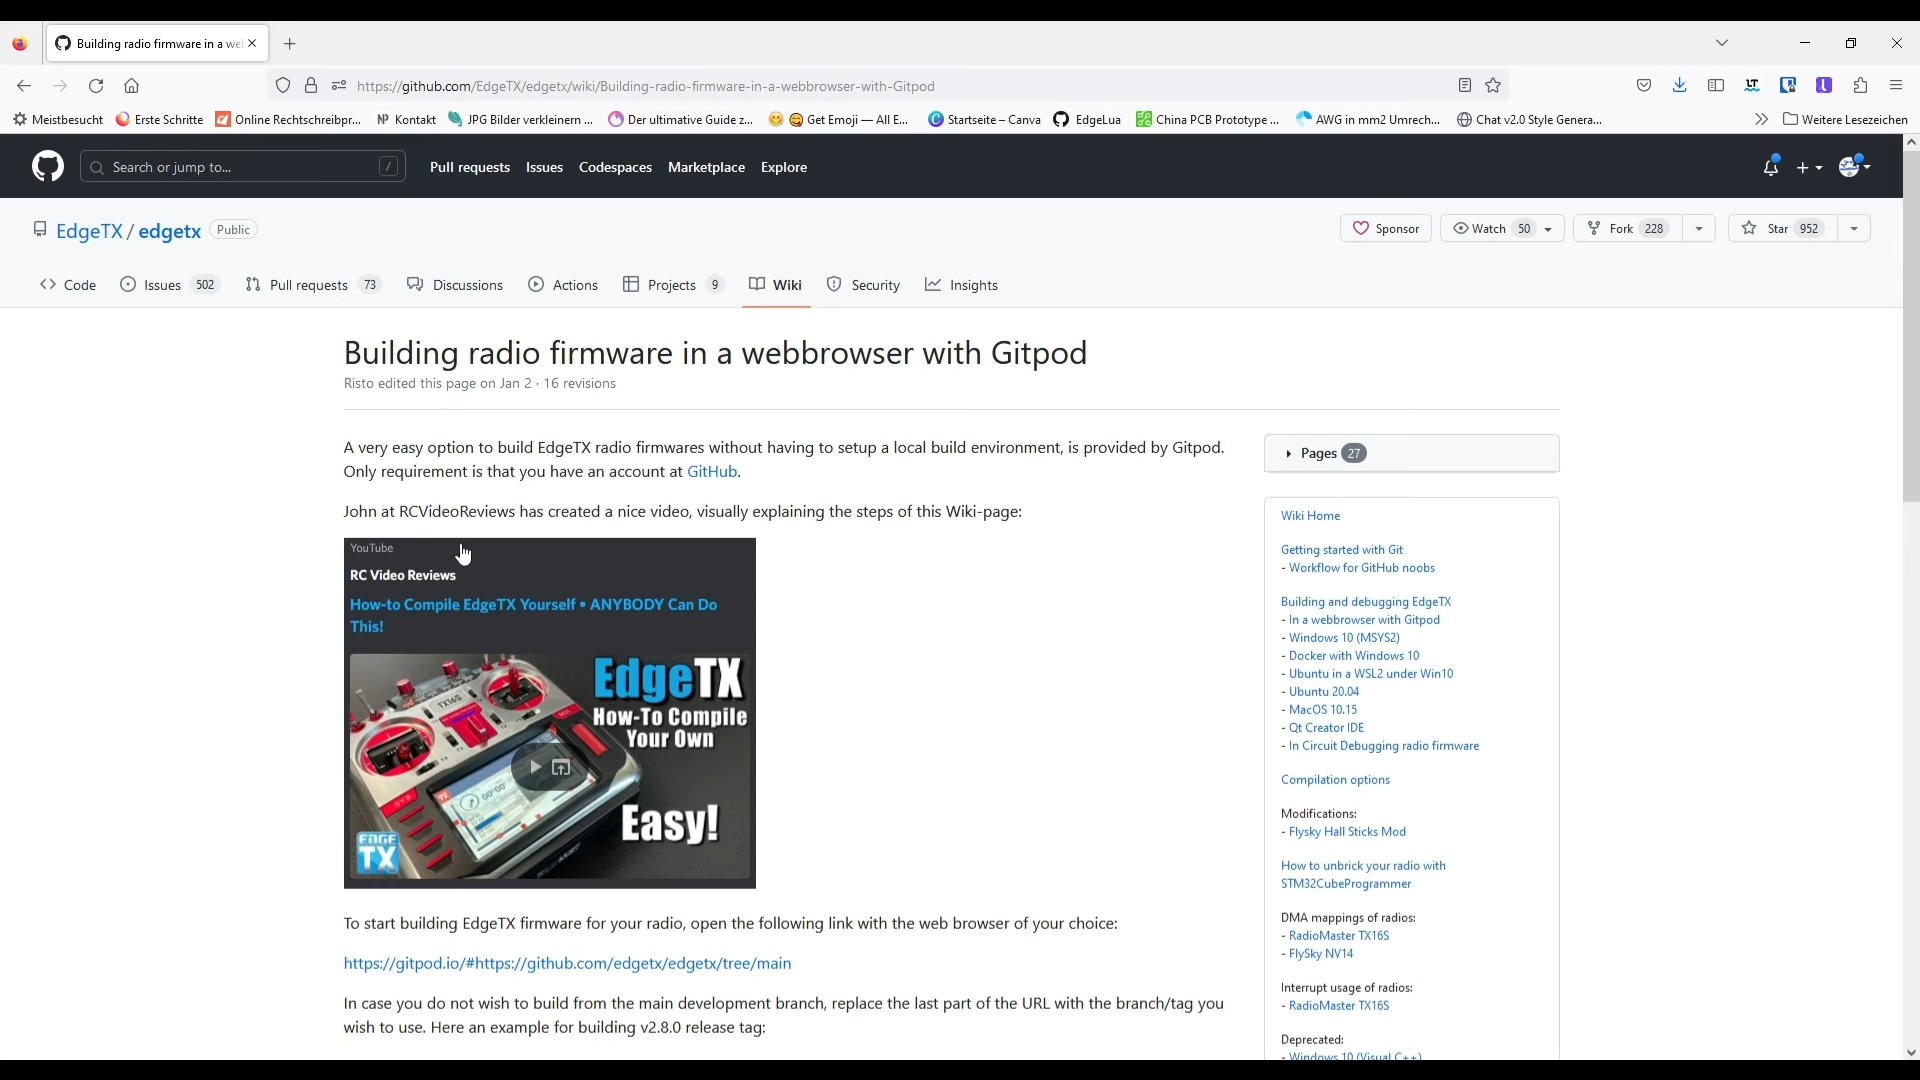 Building radio firmware in a we
https://github.com/EdgeTX/edgetx/wiki/Building-radio-firmware-in-a-webbrowser-with-Gitpod
Meistbesucht Erste Schritte Online Rechtschreibpr... Kontakt JPG Bilder verkleinern ... Der ultimative Guide z... Get Emoji — All E... Startseite – Canva EdgeLua China PCB Prototype ... AWG in mm2 Umrech... Chat v2.0 Style Genera... Weitere Lesezeichen
Search or jump to... / Pull requests Issues Codespaces Marketplace Explore
EdgeTX / edgetx Public Sponsor Watch 50 Fork 228 Star 952
Code Issues 502 Pull requests 73 Discussions Actions Projects 9 Wiki Security Insights
Building radio firmware in a webbrowser with Gitpod
Risto edited this page on Jan 2 · 16 revisions
A very easy option to build EdgeTX radio firmwares without having to setup a local build environment, is provided by Gitpod.
Only requirement is that you have an account at GitHub.
John at RCVideoReviews has created a nice video, visually explaining the steps of this Wiki-page:
YouTube
RC Video Reviews
How-to Compile EdgeTX Yourself • ANYBODY Can Do
This!
TX16S
EdgeTX
How-To Compile
Your Own
Easy!
SYS
00:00
EDGE
TX
To start building EdgeTX firmware for your radio, open the following link with the web browser of your choice:
https://gitpod.io/#https://github.com/edgetx/edgetx/tree/main
In case you do not wish to build from the main development branch, replace the last part of the URL with the branch/tag you
wish to use. Here an example for building v2.8.0 release tag:
Pages 27
Wiki Home
Getting started with Git
- Workflow for GitHub noobs
Building and debugging EdgeTX
- In a webbrowser with Gitpod
- Windows 10 (MSYS2)
- Docker with Windows 10
- Ubuntu in a WSL2 under Win10
- Ubuntu 20.04
- MacOS 10.15
- Qt Creator IDE
- In Circuit Debugging radio firmware
Compilation options
Modifications:
- Flysky Hall Sticks Mod
How to unbrick your radio with
STM32CubeProgrammer
DMA mappings of radios:
- RadioMaster TX16S
- FlySky NV14
Interrupt usage of radios:
- RadioMaster TX16S
Deprecated:
- Windows 10 (Visual C++)